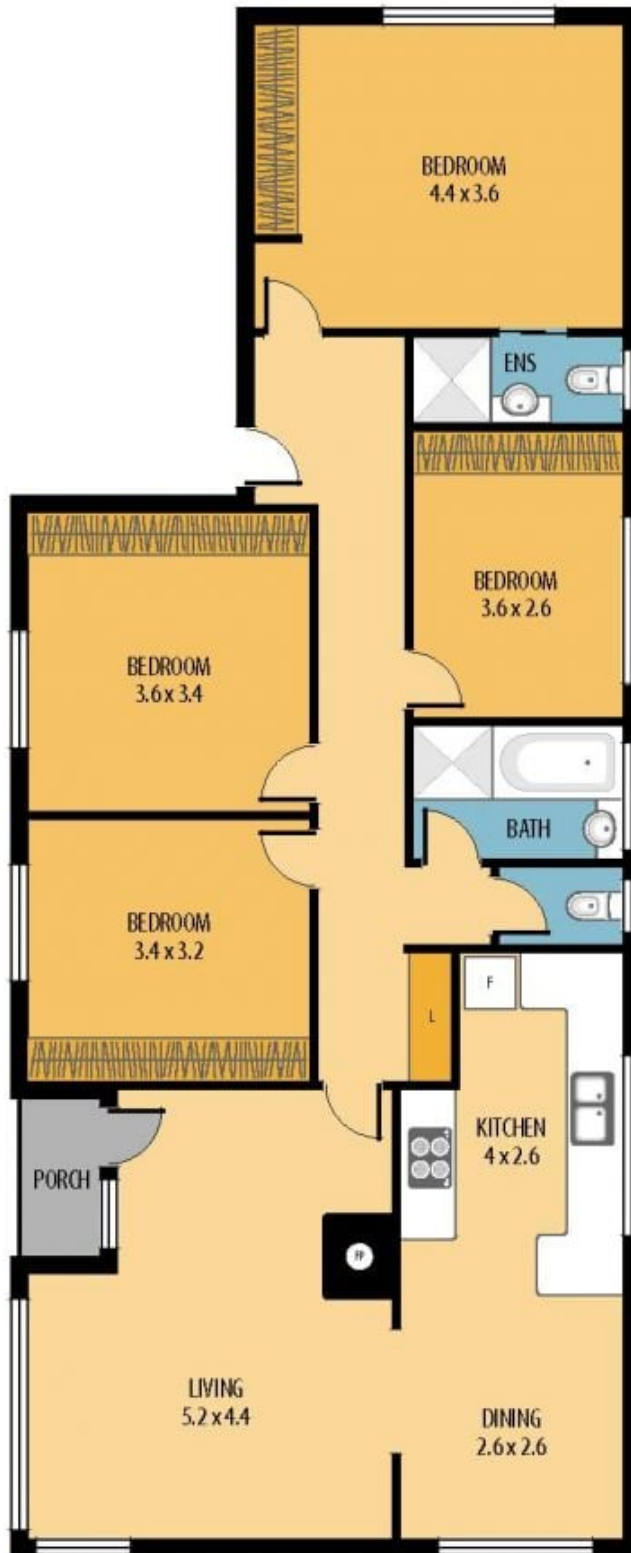 BEDROOM
4.4 x 3.6
ENS
BEDROOM
3.6 x 2.6
BEDROOM
3.6 x 3.4
BATH
BEDROOM
3.4 x 3.2
F
L
KITCHEN
4 x 2.6
PORCH
FP
LIVING
5.2 x 4.4
DINING
2.6 x 2.6